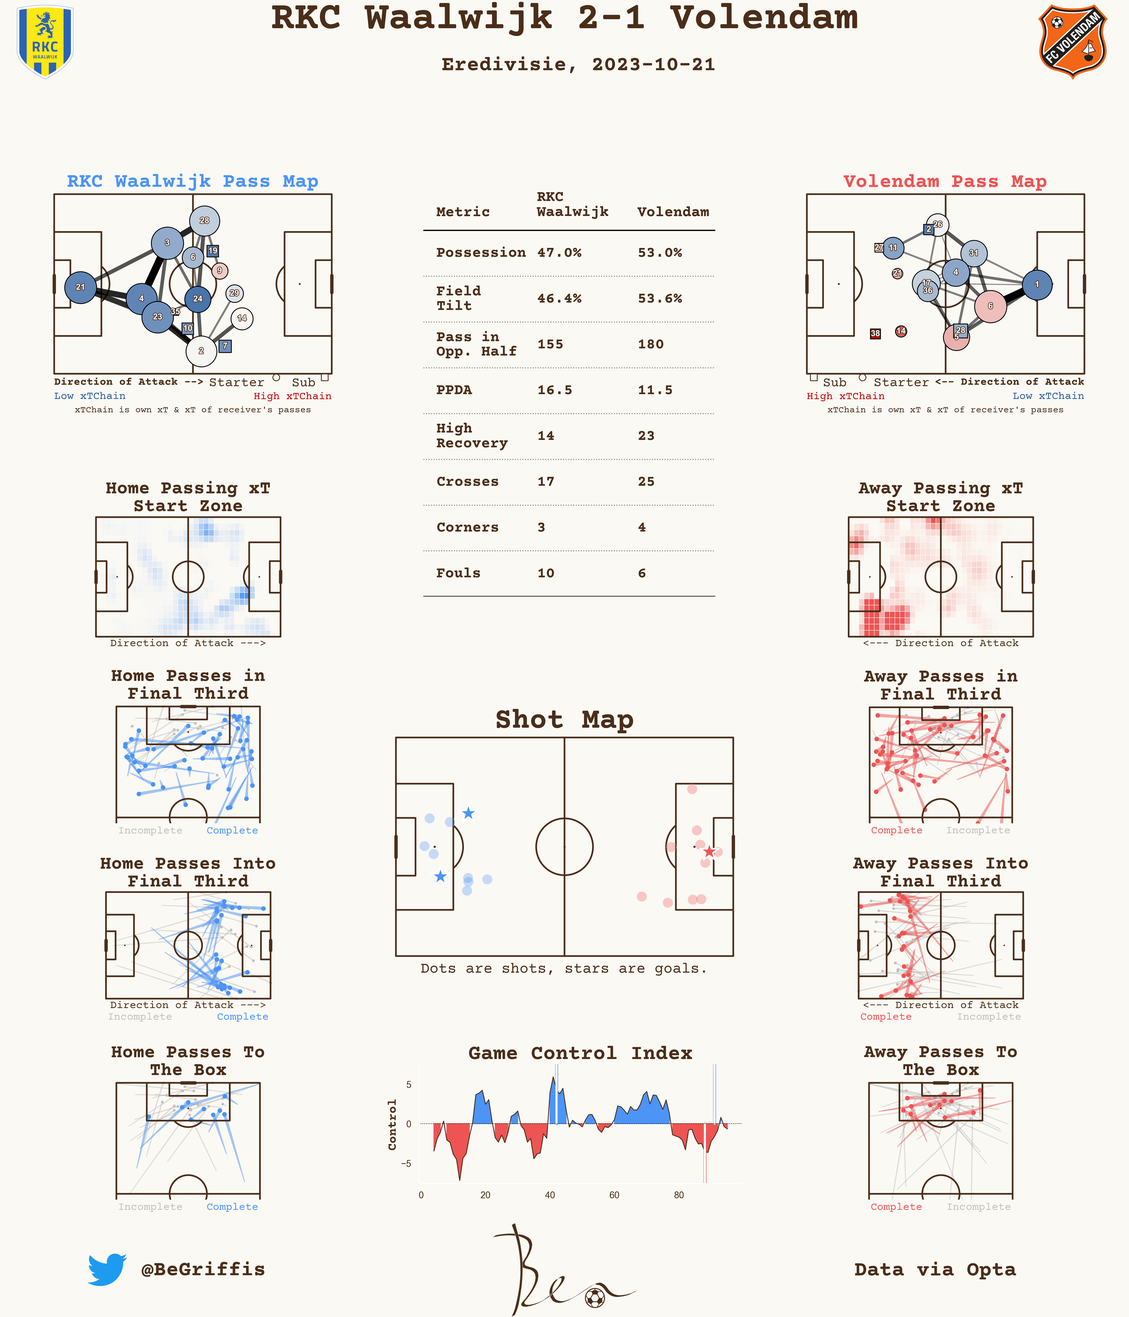 RKC Waalwijk 2-1 Volendam
Eredivisie, 2023-10-21
RKC
WAALWIJK
FC VOLENDAM
RKC Waalwijk Pass Map
28
3
6
19
9
21
4
24
29
23
35
10
14
2
7
Direction of Attack --> Starter Sub
Low xTChain High xTChain
xTChain is own xT & xT of receiver's passes
Metric RKC Waalwijk Volendam
Possession 47.0% 53.0%
Field Tilt 46.4% 53.6%
Pass in Opp. Half 155 180
PPDA 16.5 11.5
High Recovery 14 23
Crosses 17 25
Corners 3 4
Fouls 10 6
Volendam Pass Map
26
2
11
31
4
1
36
6
28
38
14
Sub Starter <-- Direction of Attack
High xTChain Low xTChain
xTChain is own xT & xT of receiver's passes
Home Passing xT
Start Zone
Direction of Attack --->
Away Passing xT
Start Zone
<--- Direction of Attack
Home Passes in
Final Third
Incomplete Complete
Away Passes in
Final Third
Complete Incomplete
Shot Map
Dots are shots, stars are goals.
Home Passes Into
Final Third
Direction of Attack --->
Incomplete Complete
Away Passes Into
Final Third
<--- Direction of Attack
Complete Incomplete
Home Passes To
The Box
Incomplete Complete
Game Control Index
Control
5
0
−5
0 20 40 60 80
Away Passes To
The Box
Complete Incomplete
@BeGriffis
Bea
Data via Opta